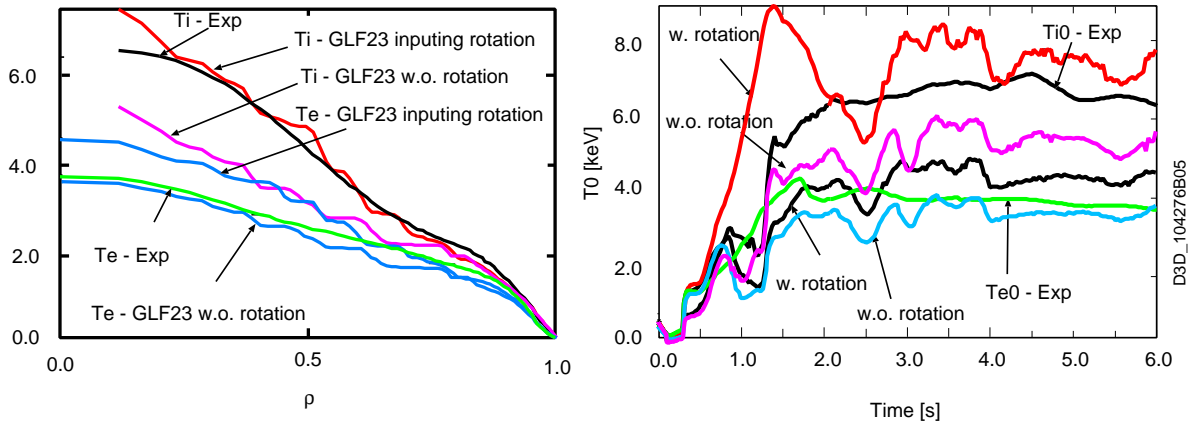 Ti - Exp
Ti - GLF23 inputing rotation
Ti - GLF23 w.o. rotation
Te - GLF23 inputing rotation
Te - Exp
Te - GLF23 w.o. rotation
6.0
4.0
2.0
0.0
0.0
0.5
1.0
ρ
w. rotation
w.o. rotation
Ti0 - Exp
w. rotation
w.o. rotation
Te0 - Exp
T0 [keV]
8.0
6.0
4.0
2.0
0.0
0.0
1.0
2.0
3.0
4.0
5.0
6.0
Time [s]
D3D_104276B05